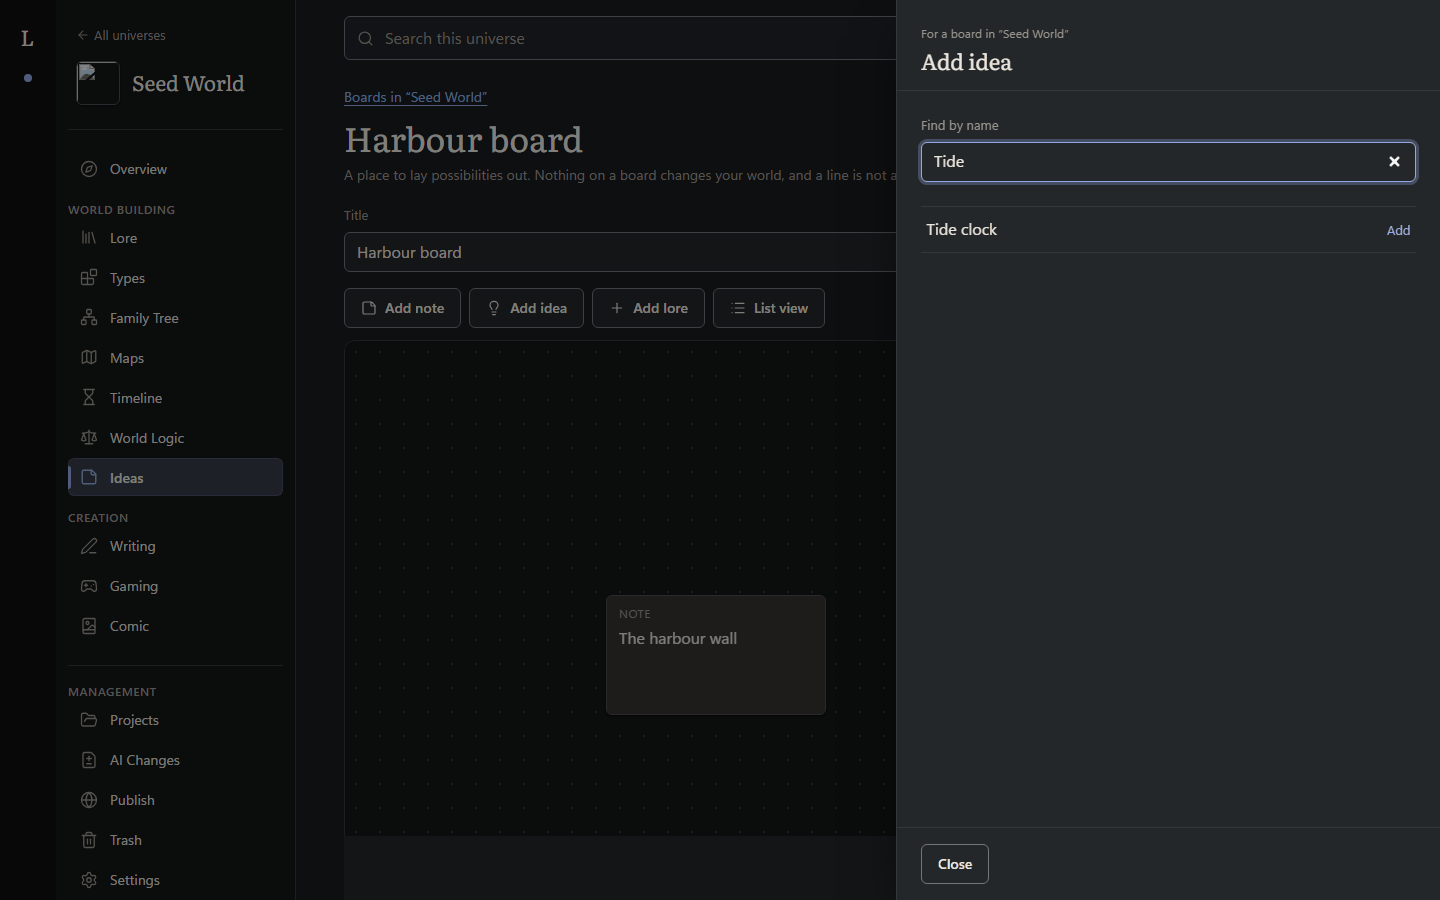 L
All universes
Seed World
Overview
WORLD BUILDING
Lore
Types
Family Tree
Maps
Timeline
World Logic
Ideas
CREATION
Writing
Gaming
Comic
MANAGEMENT
Projects
AI Changes
Publish
Trash
Settings
Search this universe
Boards in “Seed World”
Harbour board
A place to lay possibilities out. Nothing on a board changes your world, and a line is not a
Title
Harbour board
Add note
Add idea
Add lore
List view
NOTE
The harbour wall
For a board in “Seed World”
Add idea
Find by name
Tide
Tide clock
Add
Close